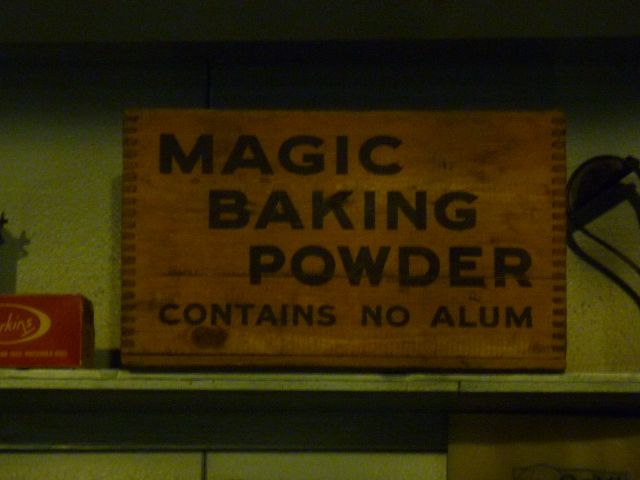 MAGIC
BAKING
POWDER
CONTAINS NO ALUM